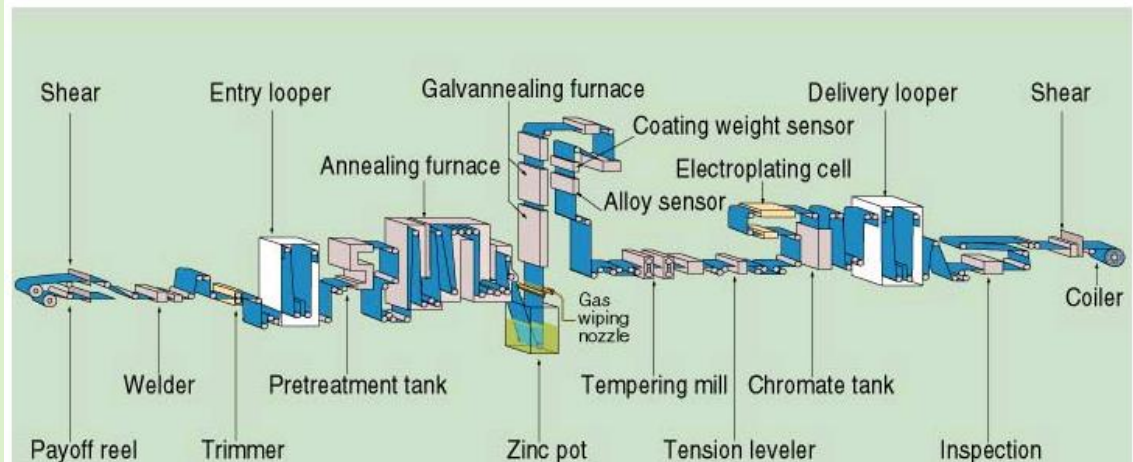 Shear
Entry looper
Galvannealing furnace
Delivery looper
Shear
Coating weight sensor
Annealing furnace
Electroplating cell
Alloy sensor
Gas
wiping
nozzle
Coiler
Welder
Pretreatment tank
Tempering mill
Chromate tank
Payoff reel
Trimmer
Zinc pot
Tension leveler
Inspection